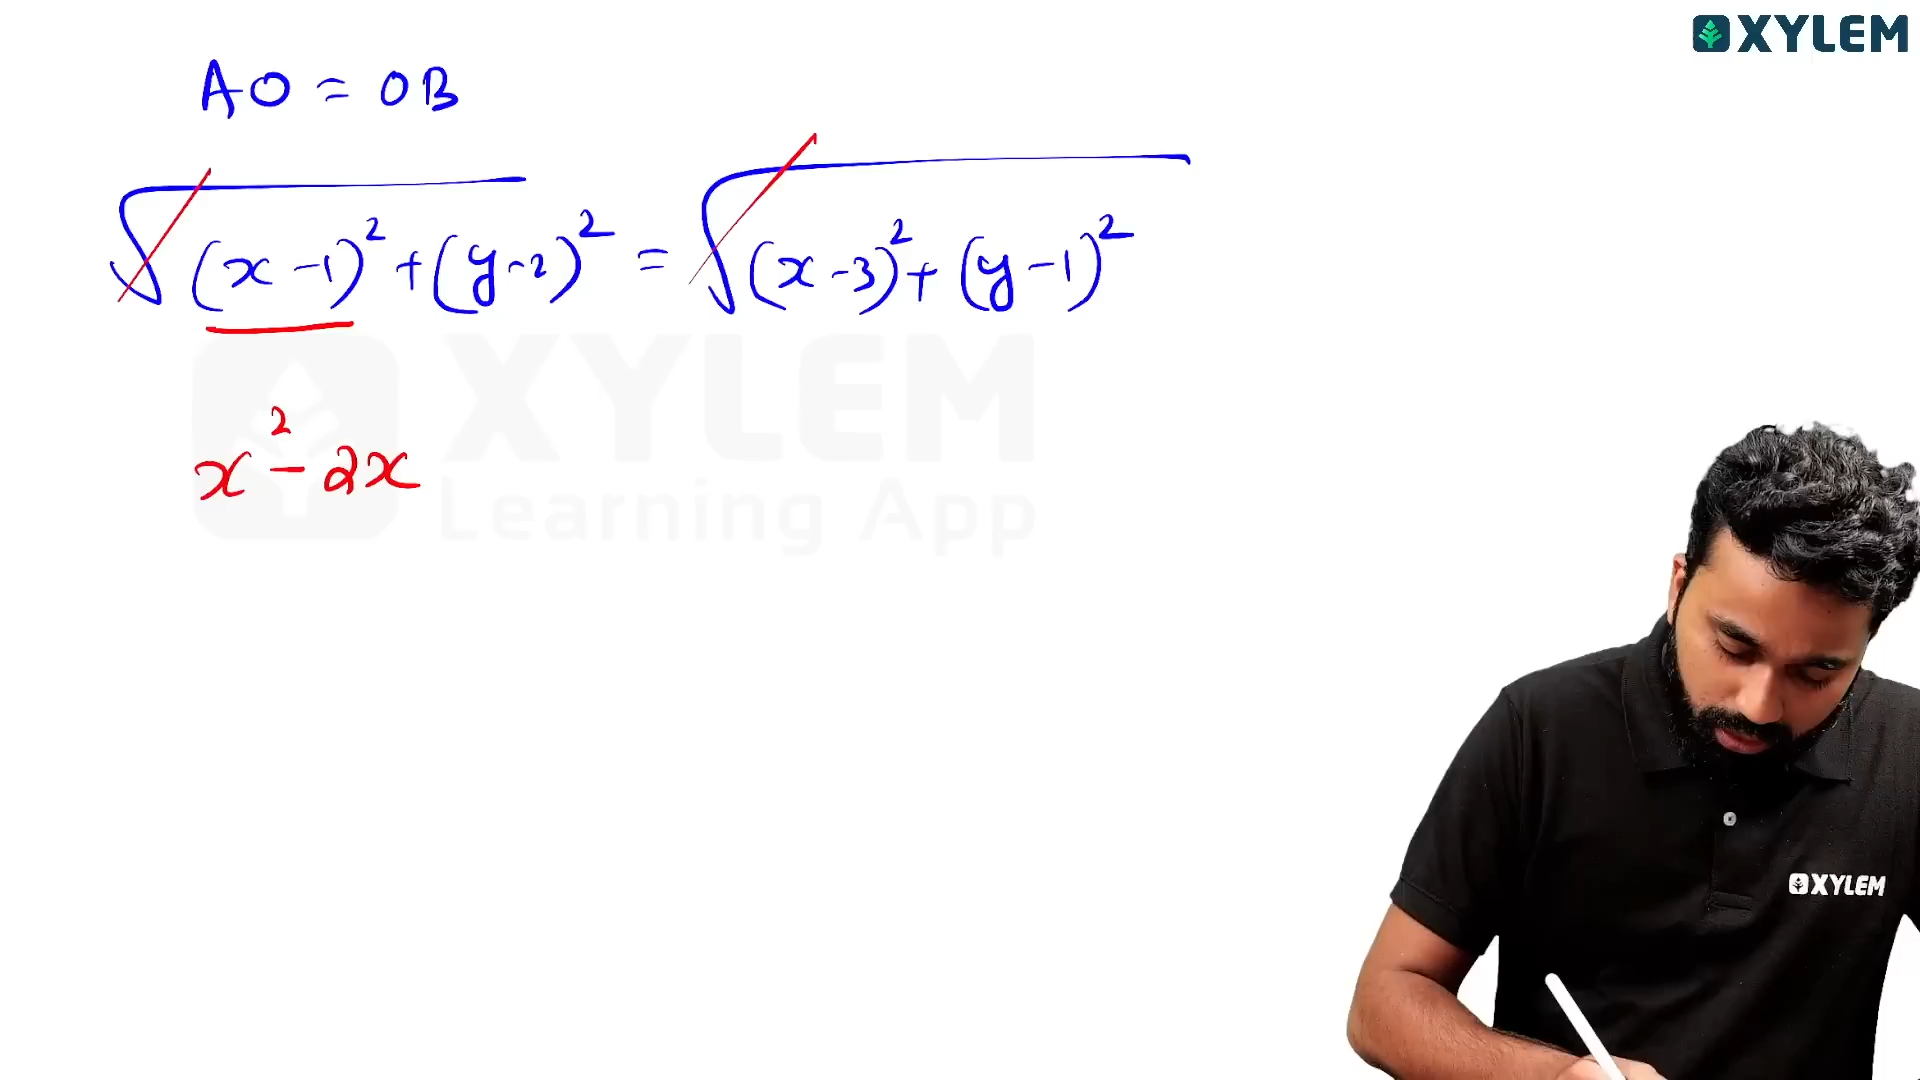 XYLEM
AO = OB
√(x-1)² + (y-2)² = √(x-3)² + (y-1)²
XYLEM
Learning App
x² - 2x
XYLEM